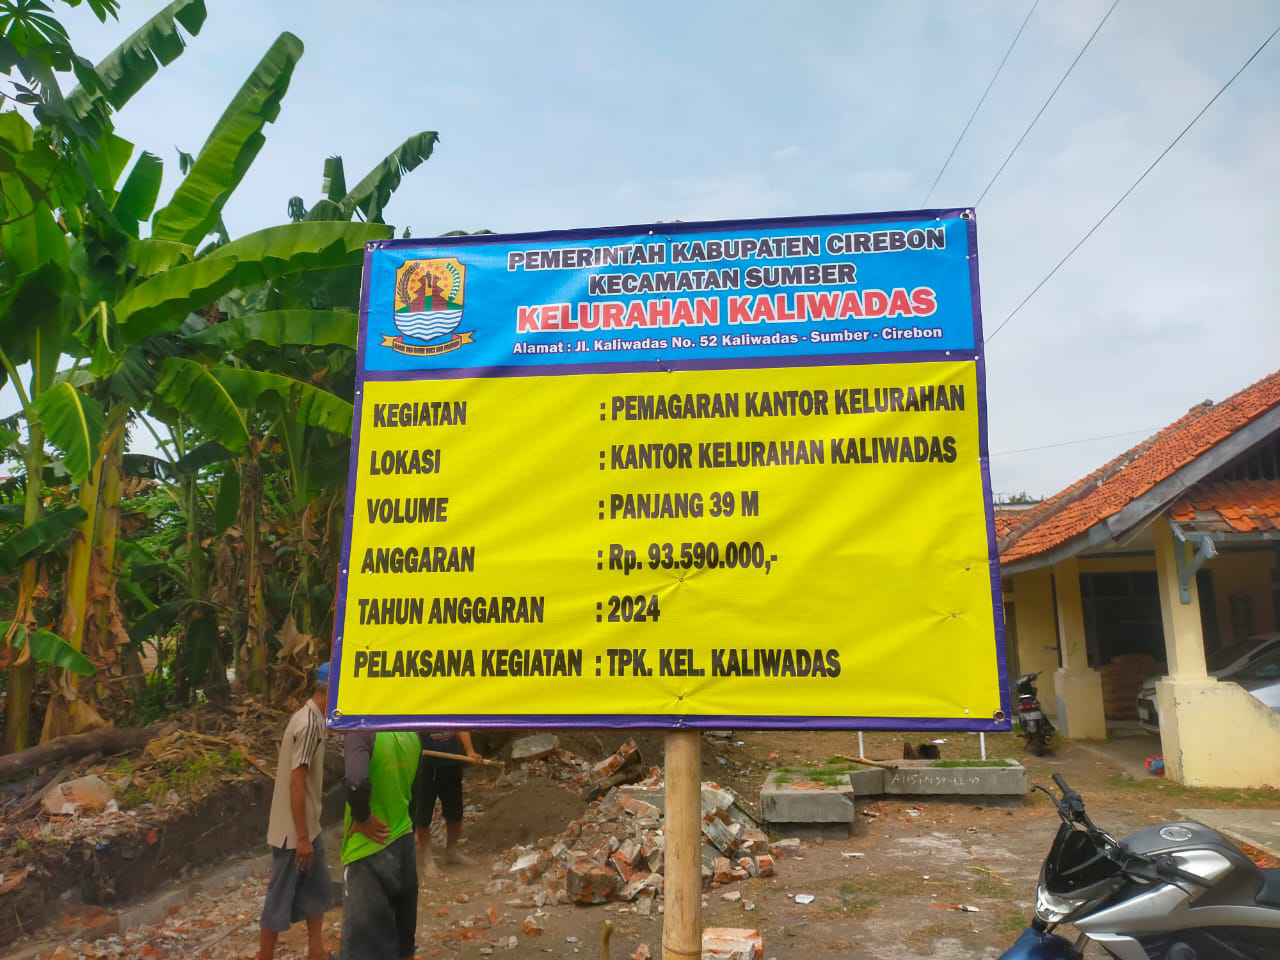 PEMERINTAH KABUPATEN CIREBON
KECAMATAN SUMBER
KELURAHAN KALIWADAS
Alamat : Jl. Kaliwadas No. 52 Kaliwadas - Sumber - Cirebon
KEGIATAN : PEMAGARAN KANTOR KELURAHAN
LOKASI : KANTOR KELURAHAN KALIWADAS
VOLUME : PANJANG 39 M
ANGGARAN : Rp. 93.590.000,-
TAHUN ANGGARAN : 2024
PELAKSANA KEGIATAN : TPK. KEL. KALIWADAS